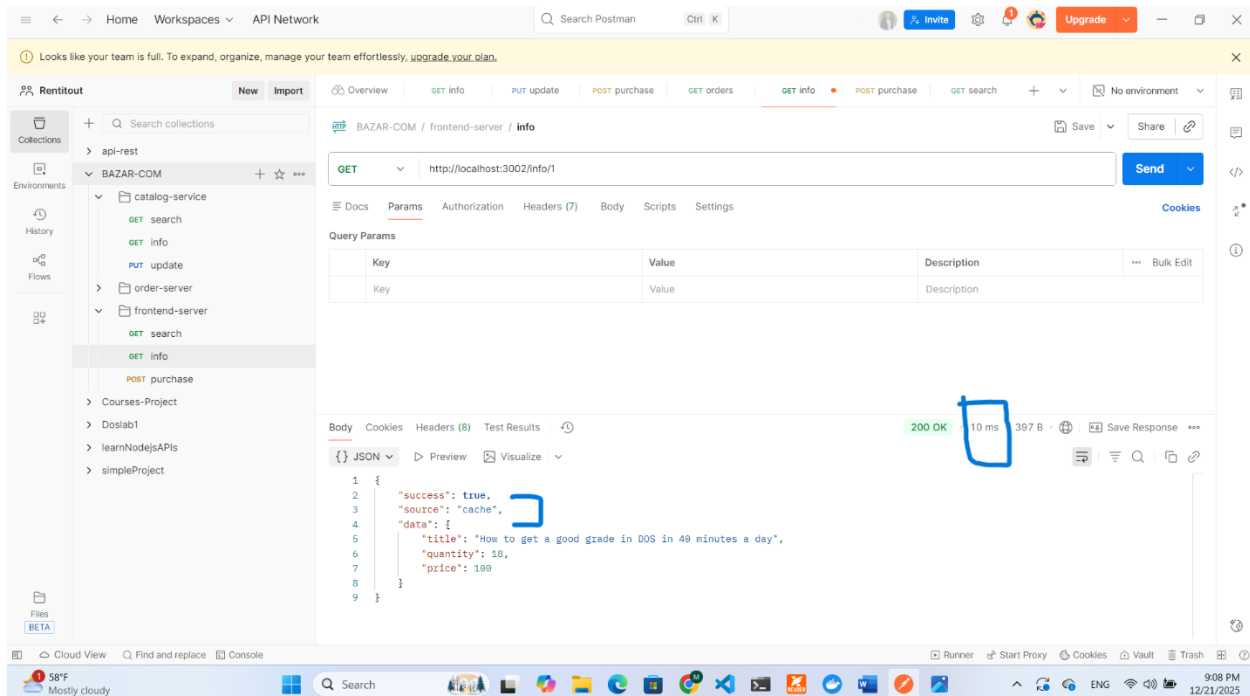 Home Workspaces API Network Search Postman Ctrl K Invite 1 Upgrade
Looks like your team is full. To expand, organize, manage your team effortlessly, upgrade your plan.
Rentitout New Import Overview GET info PUT update POST purchase GET orders GET info POST purchase GET search No environment
Collections
Environments
History
Flows
Files
BETA
Search collections
api-rest
BAZAR-COM
catalog-service
GET search
GET info
PUT update
order-server
frontend-server
GET search
GET info
POST purchase
Courses-Project
Doslab1
learnNodejsAPIs
simpleProject
HTTP BAZAR-COM / frontend-server / info Save Share
GET http://localhost:3002/info/1 Send
Docs Params Authorization Headers (7) Body Scripts Settings Cookies
Query Params
Key Value Description Bulk Edit
Key Value Description
Body Cookies Headers (8) Test Results 200 OK 10 ms 397 B e.g. Save Response
{} JSON Preview Visualize
1 {
2 "success": true,
3 "source": "cache",
4 "data": {
5 "title": "How to get a good grade in DOS in 40 minutes a day",
6 "quantity": 18,
7 "price": 100
8 }
9 }
Cloud View Find and replace Console Runner Start Proxy Cookies Vault Trash
1 58°F
Mostly cloudy
Search
READER
ENG
9:08 PM
12/21/2025